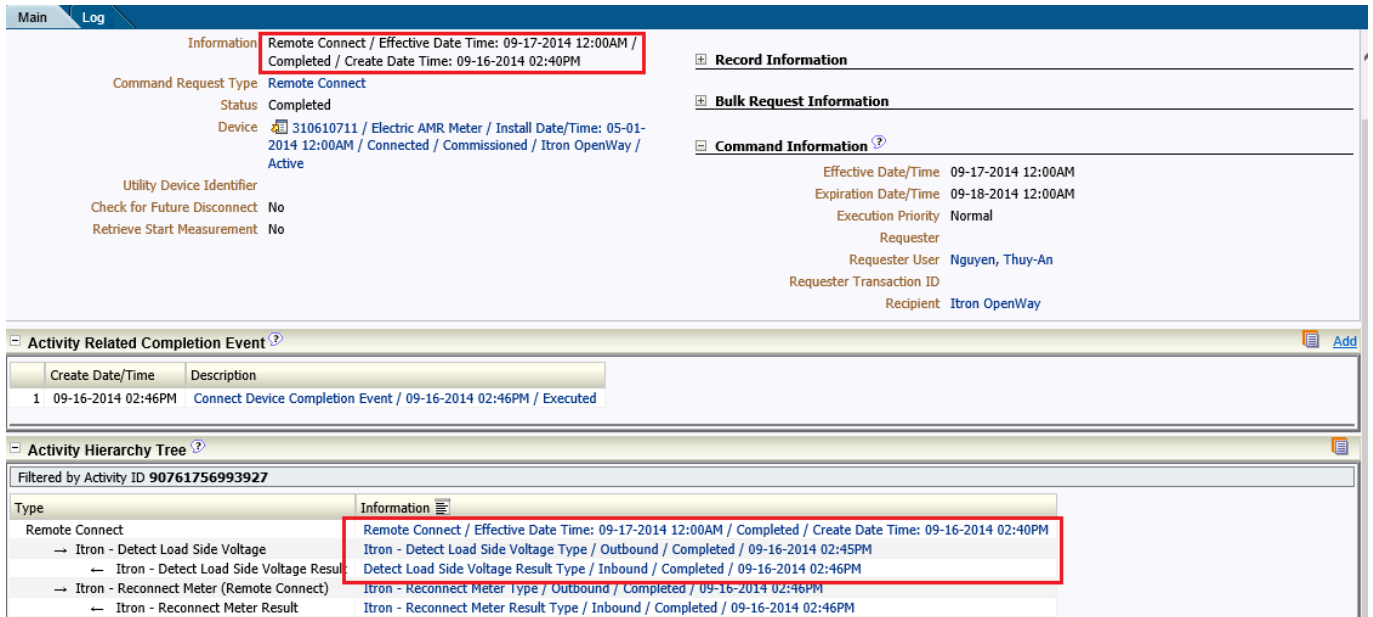 Main Log
Information Remote Connect / Effective Date Time: 09-17-2014 12:00AM /
Completed / Create Date Time: 09-16-2014 02:40PM
Command Request Type Remote Connect
Status Completed
Device 310610711 / Electric AMR Meter / Install Date/Time: 05-01-
2014 12:00AM / Connected / Commissioned / Itron OpenWay /
Active
Utility Device Identifier
Check for Future Disconnect No
Retrieve Start Measurement No
Record Information
Bulk Request Information
Command Information ?
Effective Date/Time 09-17-2014 12:00AM
Expiration Date/Time 09-18-2014 12:00AM
Execution Priority Normal
Requester
Requester User Nguyen, Thuy-An
Requester Transaction ID
Recipient Itron OpenWay
Activity Related Completion Event ? Add
Create Date/Time Description
1 09-16-2014 02:46PM Connect Device Completion Event / 09-16-2014 02:46PM / Executed
Activity Hierarchy Tree ?
Filtered by Activity ID 90761756993927
Type Information
Remote Connect Remote Connect / Effective Date Time: 09-17-2014 12:00AM / Completed / Create Date Time: 09-16-2014 02:40PM
→ Itron - Detect Load Side Voltage Itron - Detect Load Side Voltage Type / Outbound / Completed / 09-16-2014 02:45PM
← Itron - Detect Load Side Voltage Result Detect Load Side Voltage Result Type / Inbound / Completed / 09-16-2014 02:46PM
→ Itron - Reconnect Meter (Remote Connect) Itron - Reconnect Meter Type / Outbound / Completed / 09-16-2014 02:46PM
← Itron - Reconnect Meter Result Itron - Reconnect Meter Result Type / Inbound / Completed / 09-16-2014 02:46PM